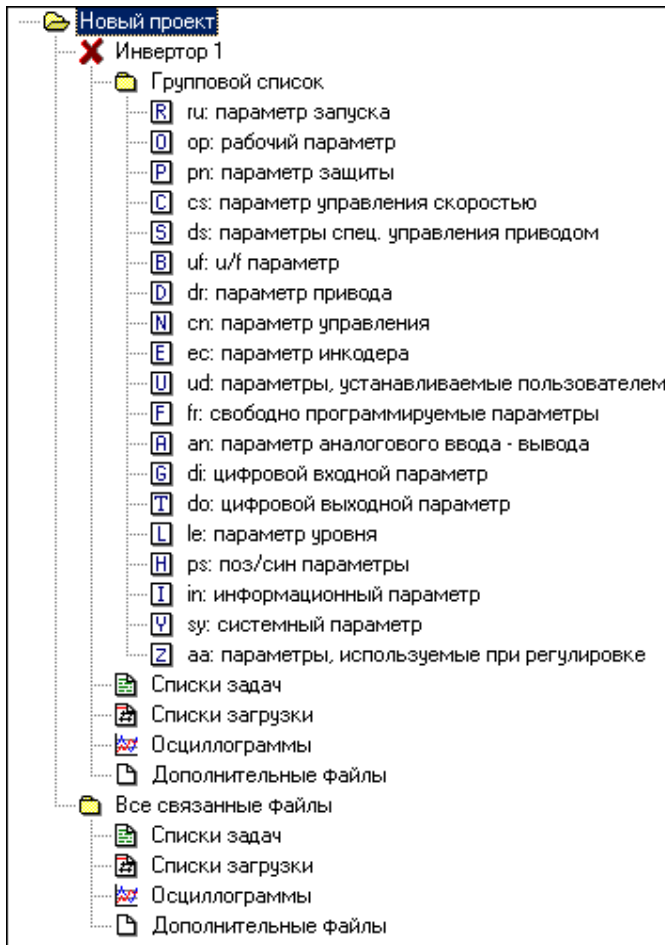 Новый проект
Инвертор 1
Групповой список
R ru: параметр запуска
O op: рабочий параметр
P pn: параметр защиты
C cs: параметр управления скоростью
S ds: параметры спец. управления приводом
B uf: u/f параметр
D dr: параметр привода
N cn: параметр управления
E ec: параметр инкодера
U ud: параметры, устанавливаемые пользователем
F fr: свободно программируемые параметры
A an: параметр аналогового ввода - вывода
G di: цифровой входной параметр
T do: цифровой выходной параметр
L le: параметр уровня
H ps: поз/син параметры
I in: информационный параметр
Y sy: системный параметр
Z aa: параметры, используемые при регулировке
Списки задач
Списки загрузки
Осциллограммы
Дополнительные файлы
Все связанные файлы
Списки задач
Списки загрузки
Осциллограммы
Дополнительные файлы